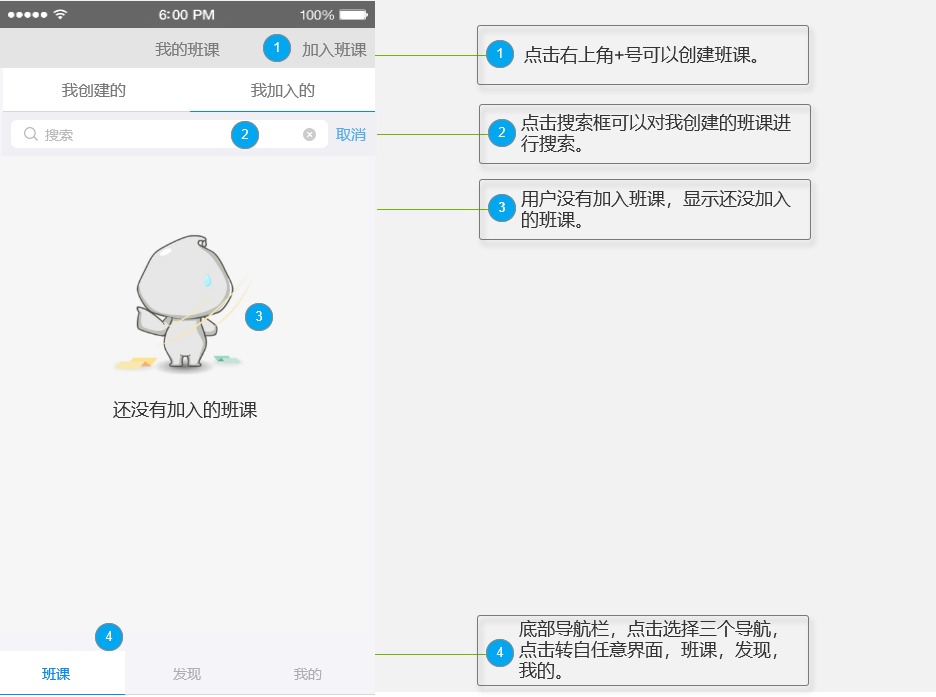 6:00 PM
100%
我的班课
1
加入班课
我创建的
我加入的
搜索
2
取消
3
还没有加入的班课
4
班课
发现
我的
1
点击右上角+号可以创建班课。
2
点击搜索框可以对我创建的班课进
行搜索。
3
用户没有加入班课，显示还没加入
的班课。
4
底部导航栏，点击选择三个导航，
点击转自任意界面，班课，发现，
我的。